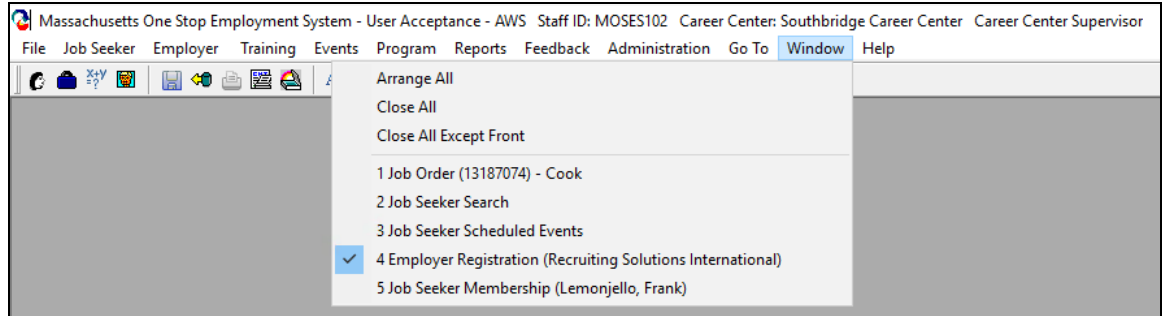 Massachusetts One Stop Employment System - User Acceptance - AWS Staff ID: MOSES102 Career Center: Southbridge Career Center Career Center Supervisor
File Job Seeker Employer Training Events Program Reports Feedback Administration Go To Window Help
X+Y =?
Arrange All
Close All
Close All Except Front
1 Job Order (13187074) - Cook
2 Job Seeker Search
3 Job Seeker Scheduled Events
4 Employer Registration (Recruiting Solutions International)
5 Job Seeker Membership (Lemonjello, Frank)